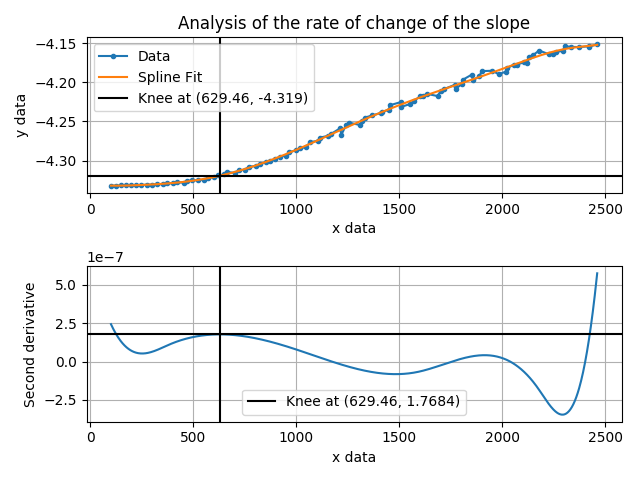 Analysis of the rate of change of the slope
−4.15
−4.20
−4.25
−4.30
y data
Data
Spline Fit
Knee at (629.46, -4.319)
0
500
1000
1500
2000
2500
x data
1e−7
5.0
2.5
0.0
−2.5
Second derivative
Knee at (629.46, 1.7684)
0
500
1000
1500
2000
2500
x data